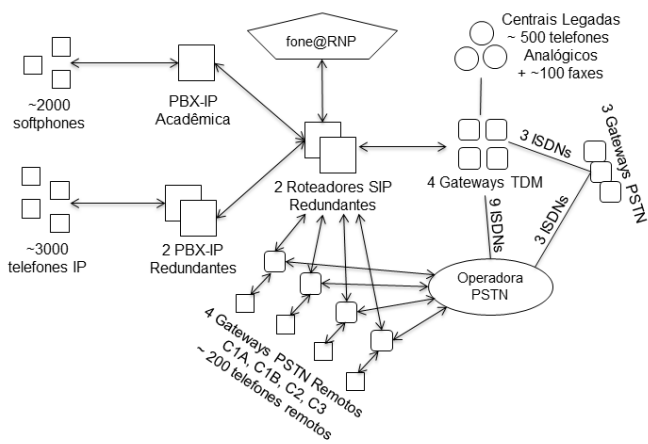 Centrais Legadas
~ 500 telefones
Analógicos
+ ~100 faxes
fone@RNP
~2000
softphones
PBX-IP
Acadêmica
2 Roteadores SIP
Redundantes
4 Gateways TDM
3 ISDNs
3 Gateways PSTN
9 ISDNs
3 ISDNs
~3000
telefones IP
2 PBX-IP
Redundantes
Operadora
PSTN
4 Gateways PSTN Remotos
C1A, C1B, C2, C3
~ 200 telefones remotos